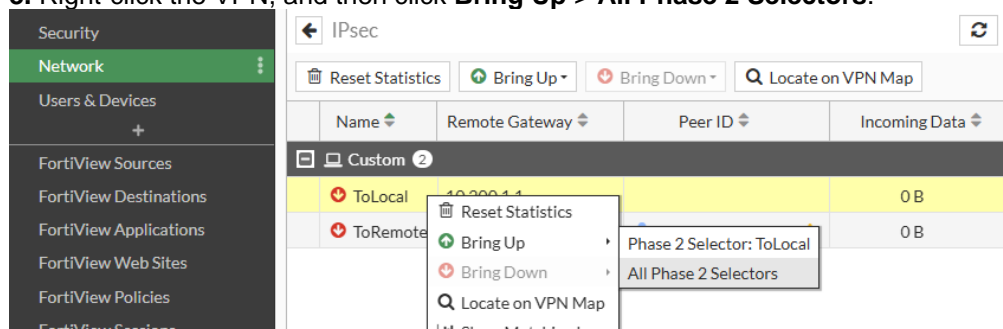 Right-click the VPN, and then click Bring Up > All Phase 2 Selectors.
Security
IPsec
Network
Reset Statistics
Bring Up
Bring Down
Locate on VPN Map
Users & Devices
+
Name
Remote Gateway
Peer ID
Incoming Data
Custom 2
FortiView Sources
FortiView Destinations
ToLocal
0 B
Reset Statistics
FortiView Applications
ToRemote
0 B
Bring Up
Phase 2 Selector: ToLocal
FortiView Web Sites
Bring Down
All Phase 2 Selectors
FortiView Policies
Locate on VPN Map